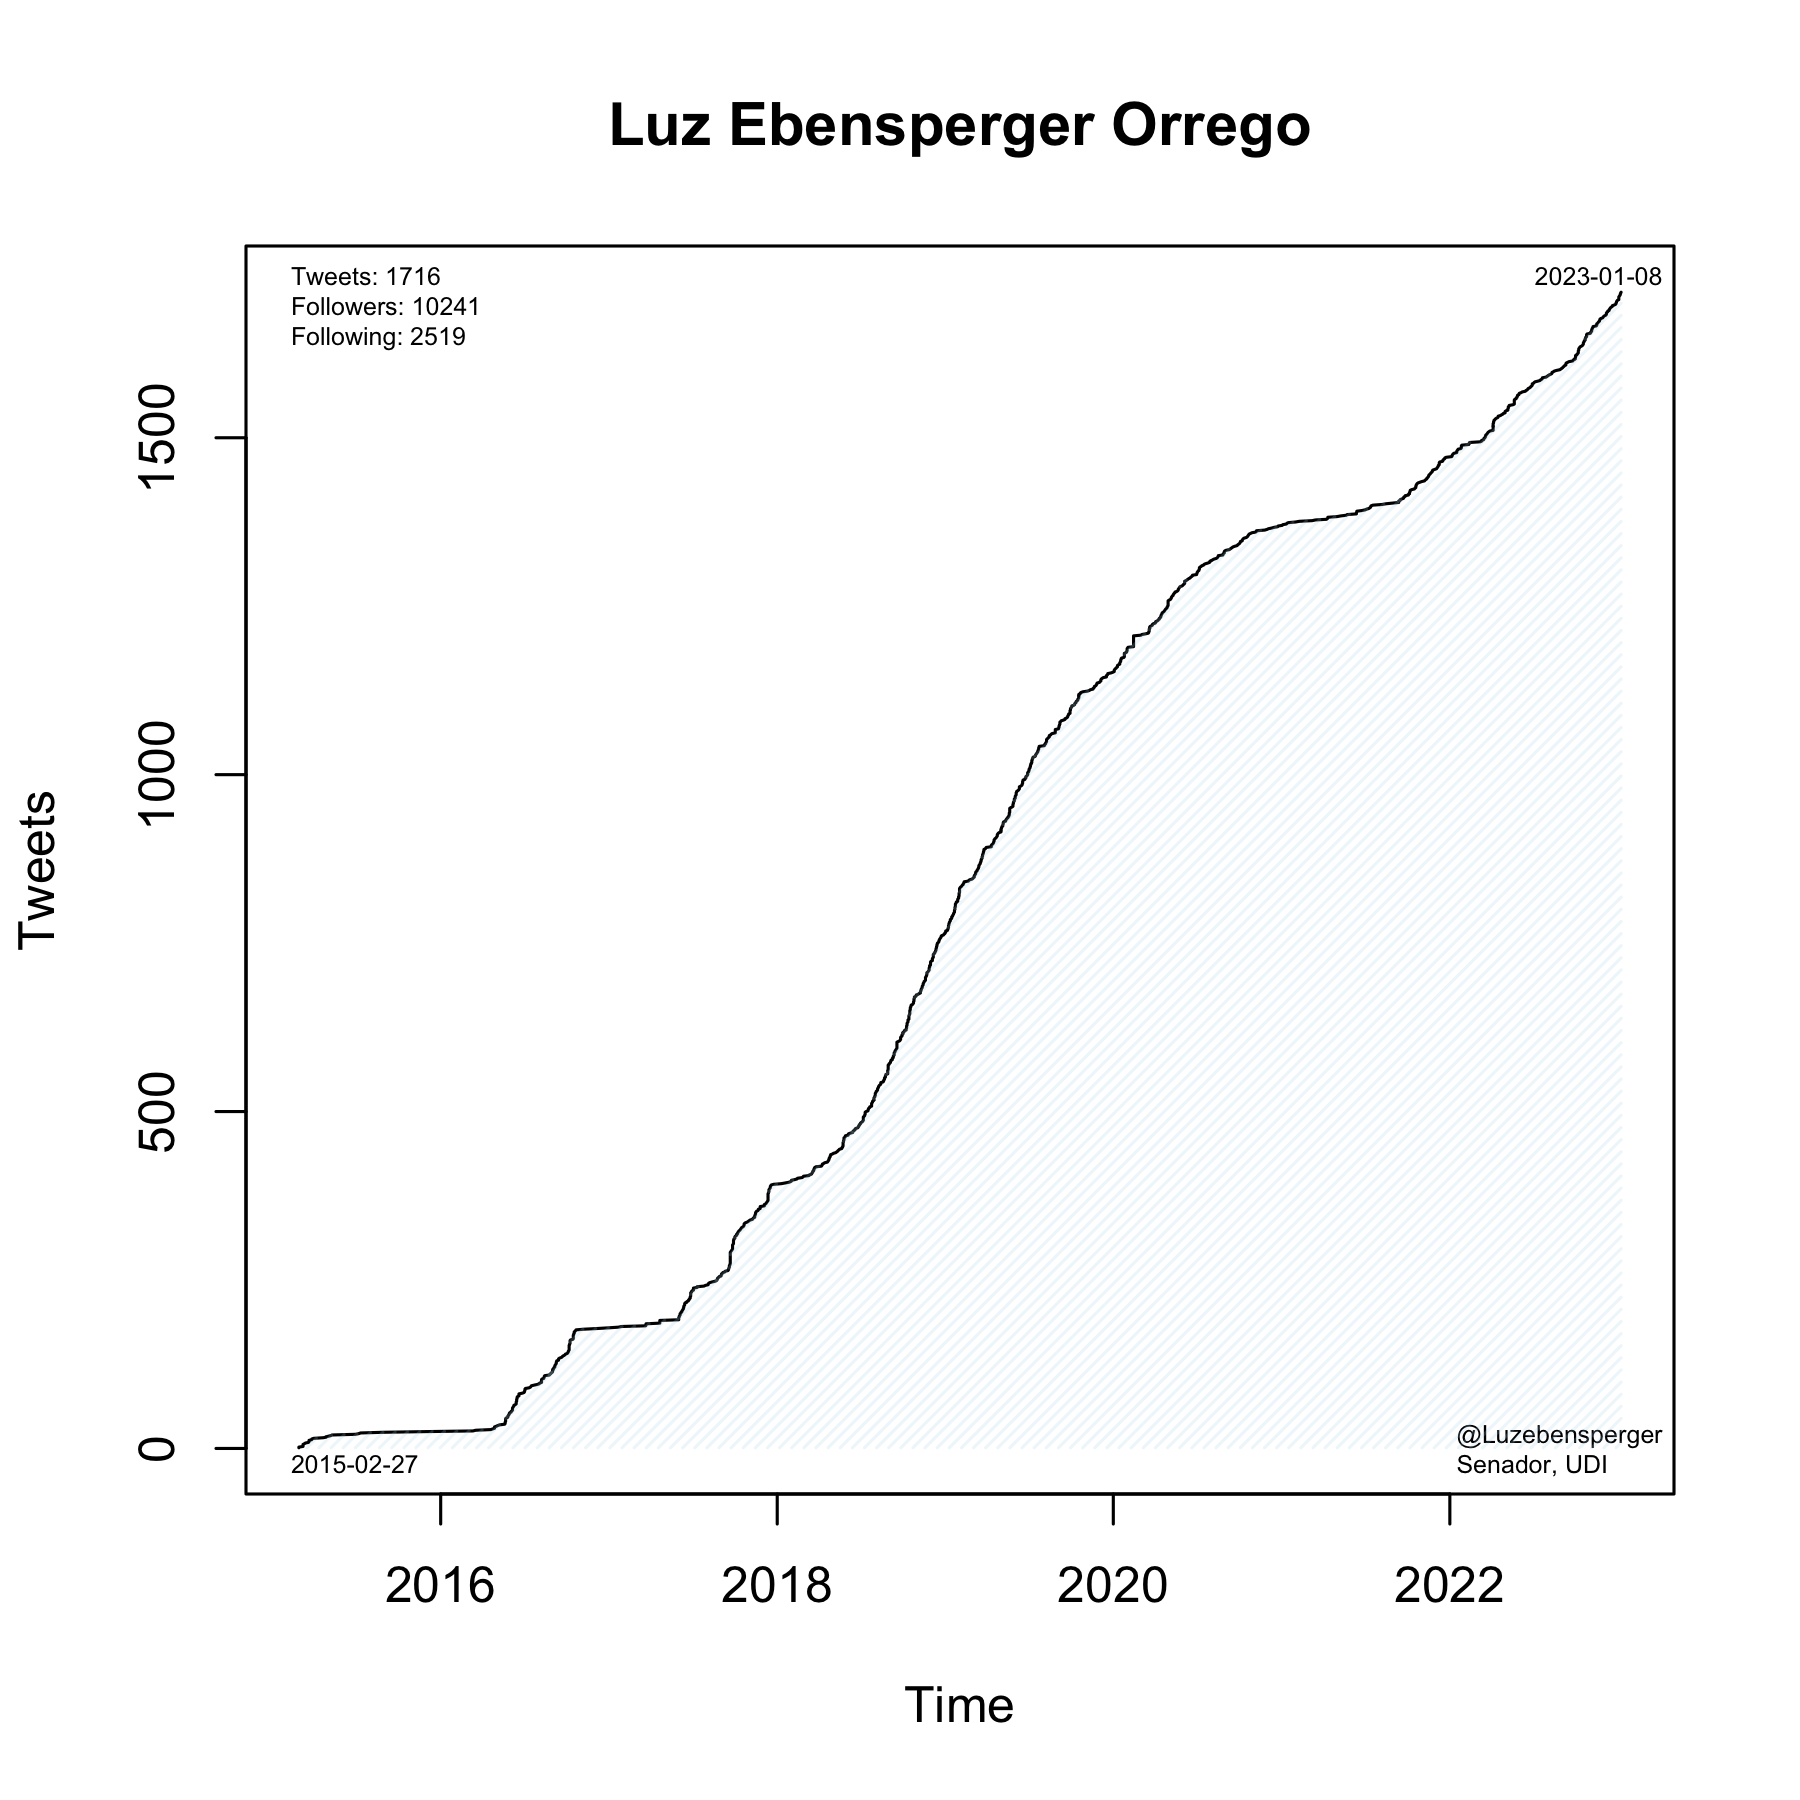 Luz Ebensperger Orrego
Tweets: 1716
Followers: 10241
Following: 2519
2023-01-08
1500
1000
500
0
Tweets
2015-02-27
@Luzebensperger
Senador, UDI
2016
2018
2020
2022
Time